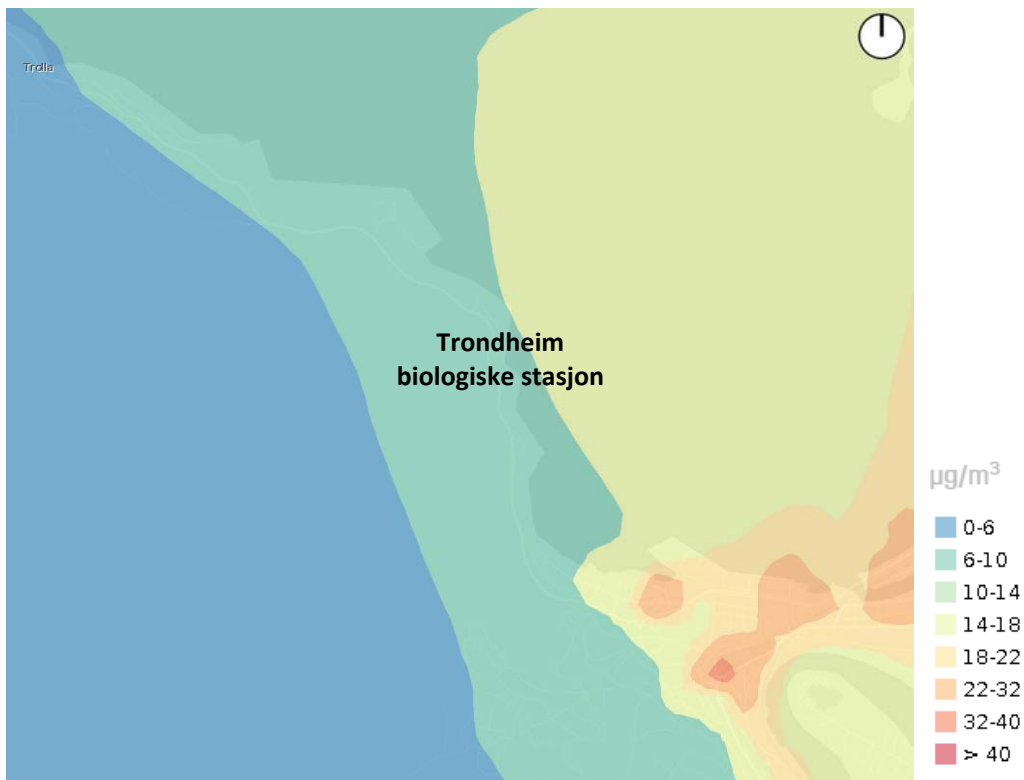 Trolla
Trondheim
biologiske stasjon
µg/m³
0-6
6-10
10-14
14-18
18-22
22-32
32-40
> 40